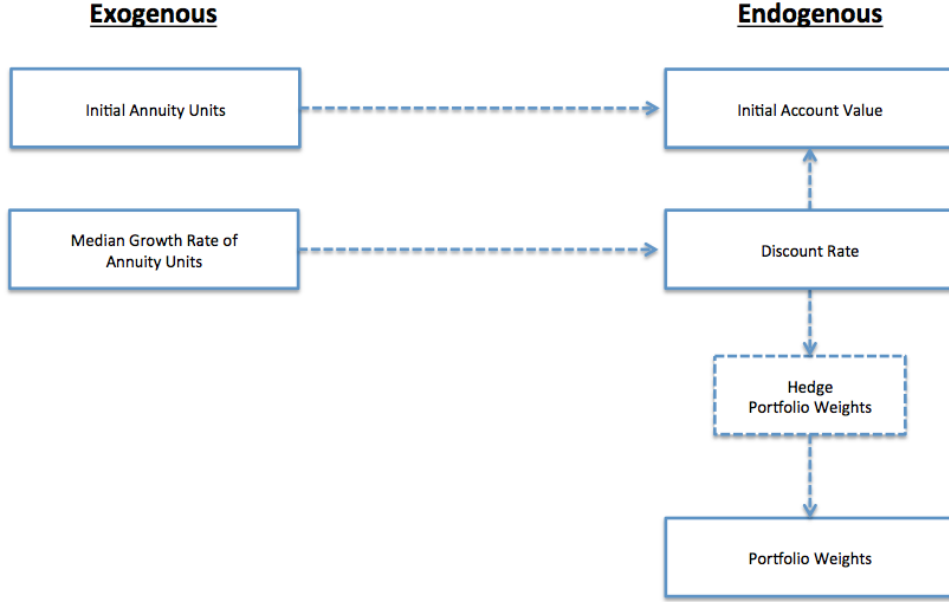 Exogenous
Endogenous
Initial Annuity Units
Initial Account Value
Median Growth Rate of
Annuity Units
Discount Rate
Hedge
Portfolio Weights
Portfolio Weights